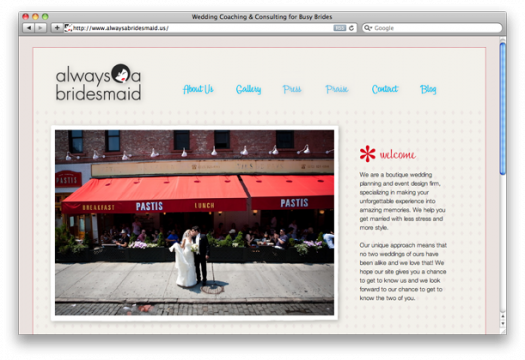 Wedding Coaching & Consulting for Busy Brides
http://www.alwaysabridesmaid.us/
RSS
Google
always a
bridesmaid
About Us
Gallery
Press
Praise
Contact
Blog
PASTIS
BREAKFAST
PASTIS
LUNCH
PASTIS
welcome
We are a boutique wedding
planning and event design firm,
specializing in making your
unforgettable experience into
amazing memories. We help you
get married with less stress and
more style.
Our unique approach means that
no two weddings of ours have
been alike and we love that! We
hope our site gives you a chance
to get to know us and we look
forward to our chance to get to
know the two of you.